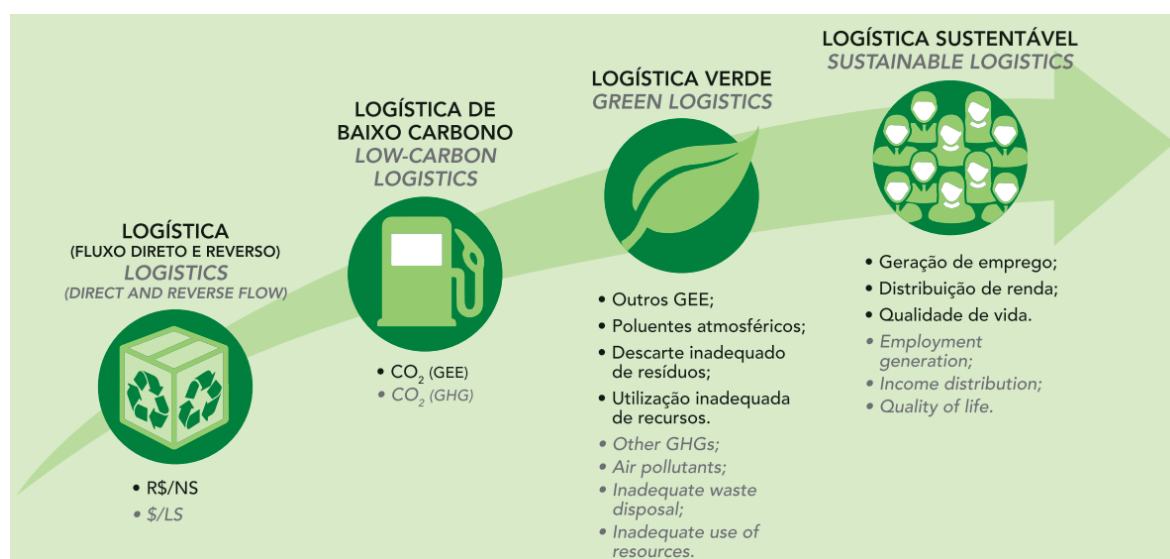 LOGÍSTICA
(FLUXO DIRETO E REVERSO)
LOGISTICS
(DIRECT AND REVERSE FLOW)
• R$/NS
• $/LS
LOGÍSTICA DE
BAIXO CARBONO
LOW-CARBON
LOGISTICS
• CO₂ (GEE)
• CO₂ (GHG)
LOGÍSTICA VERDE
GREEN LOGISTICS
• Outros GEE;
• Poluentes atmosféricos;
• Descarte inadequado
de resíduos;
• Utilização inadequada
de recursos.
• Other GHGs;
• Air pollutants;
• Inadequate waste
disposal;
• Inadequate use of
resources.
LOGÍSTICA SUSTENTÁVEL
SUSTAINABLE LOGISTICS
• Geração de emprego;
• Distribuição de renda;
• Qualidade de vida.
• Employment
generation;
• Income distribution;
• Quality of life.